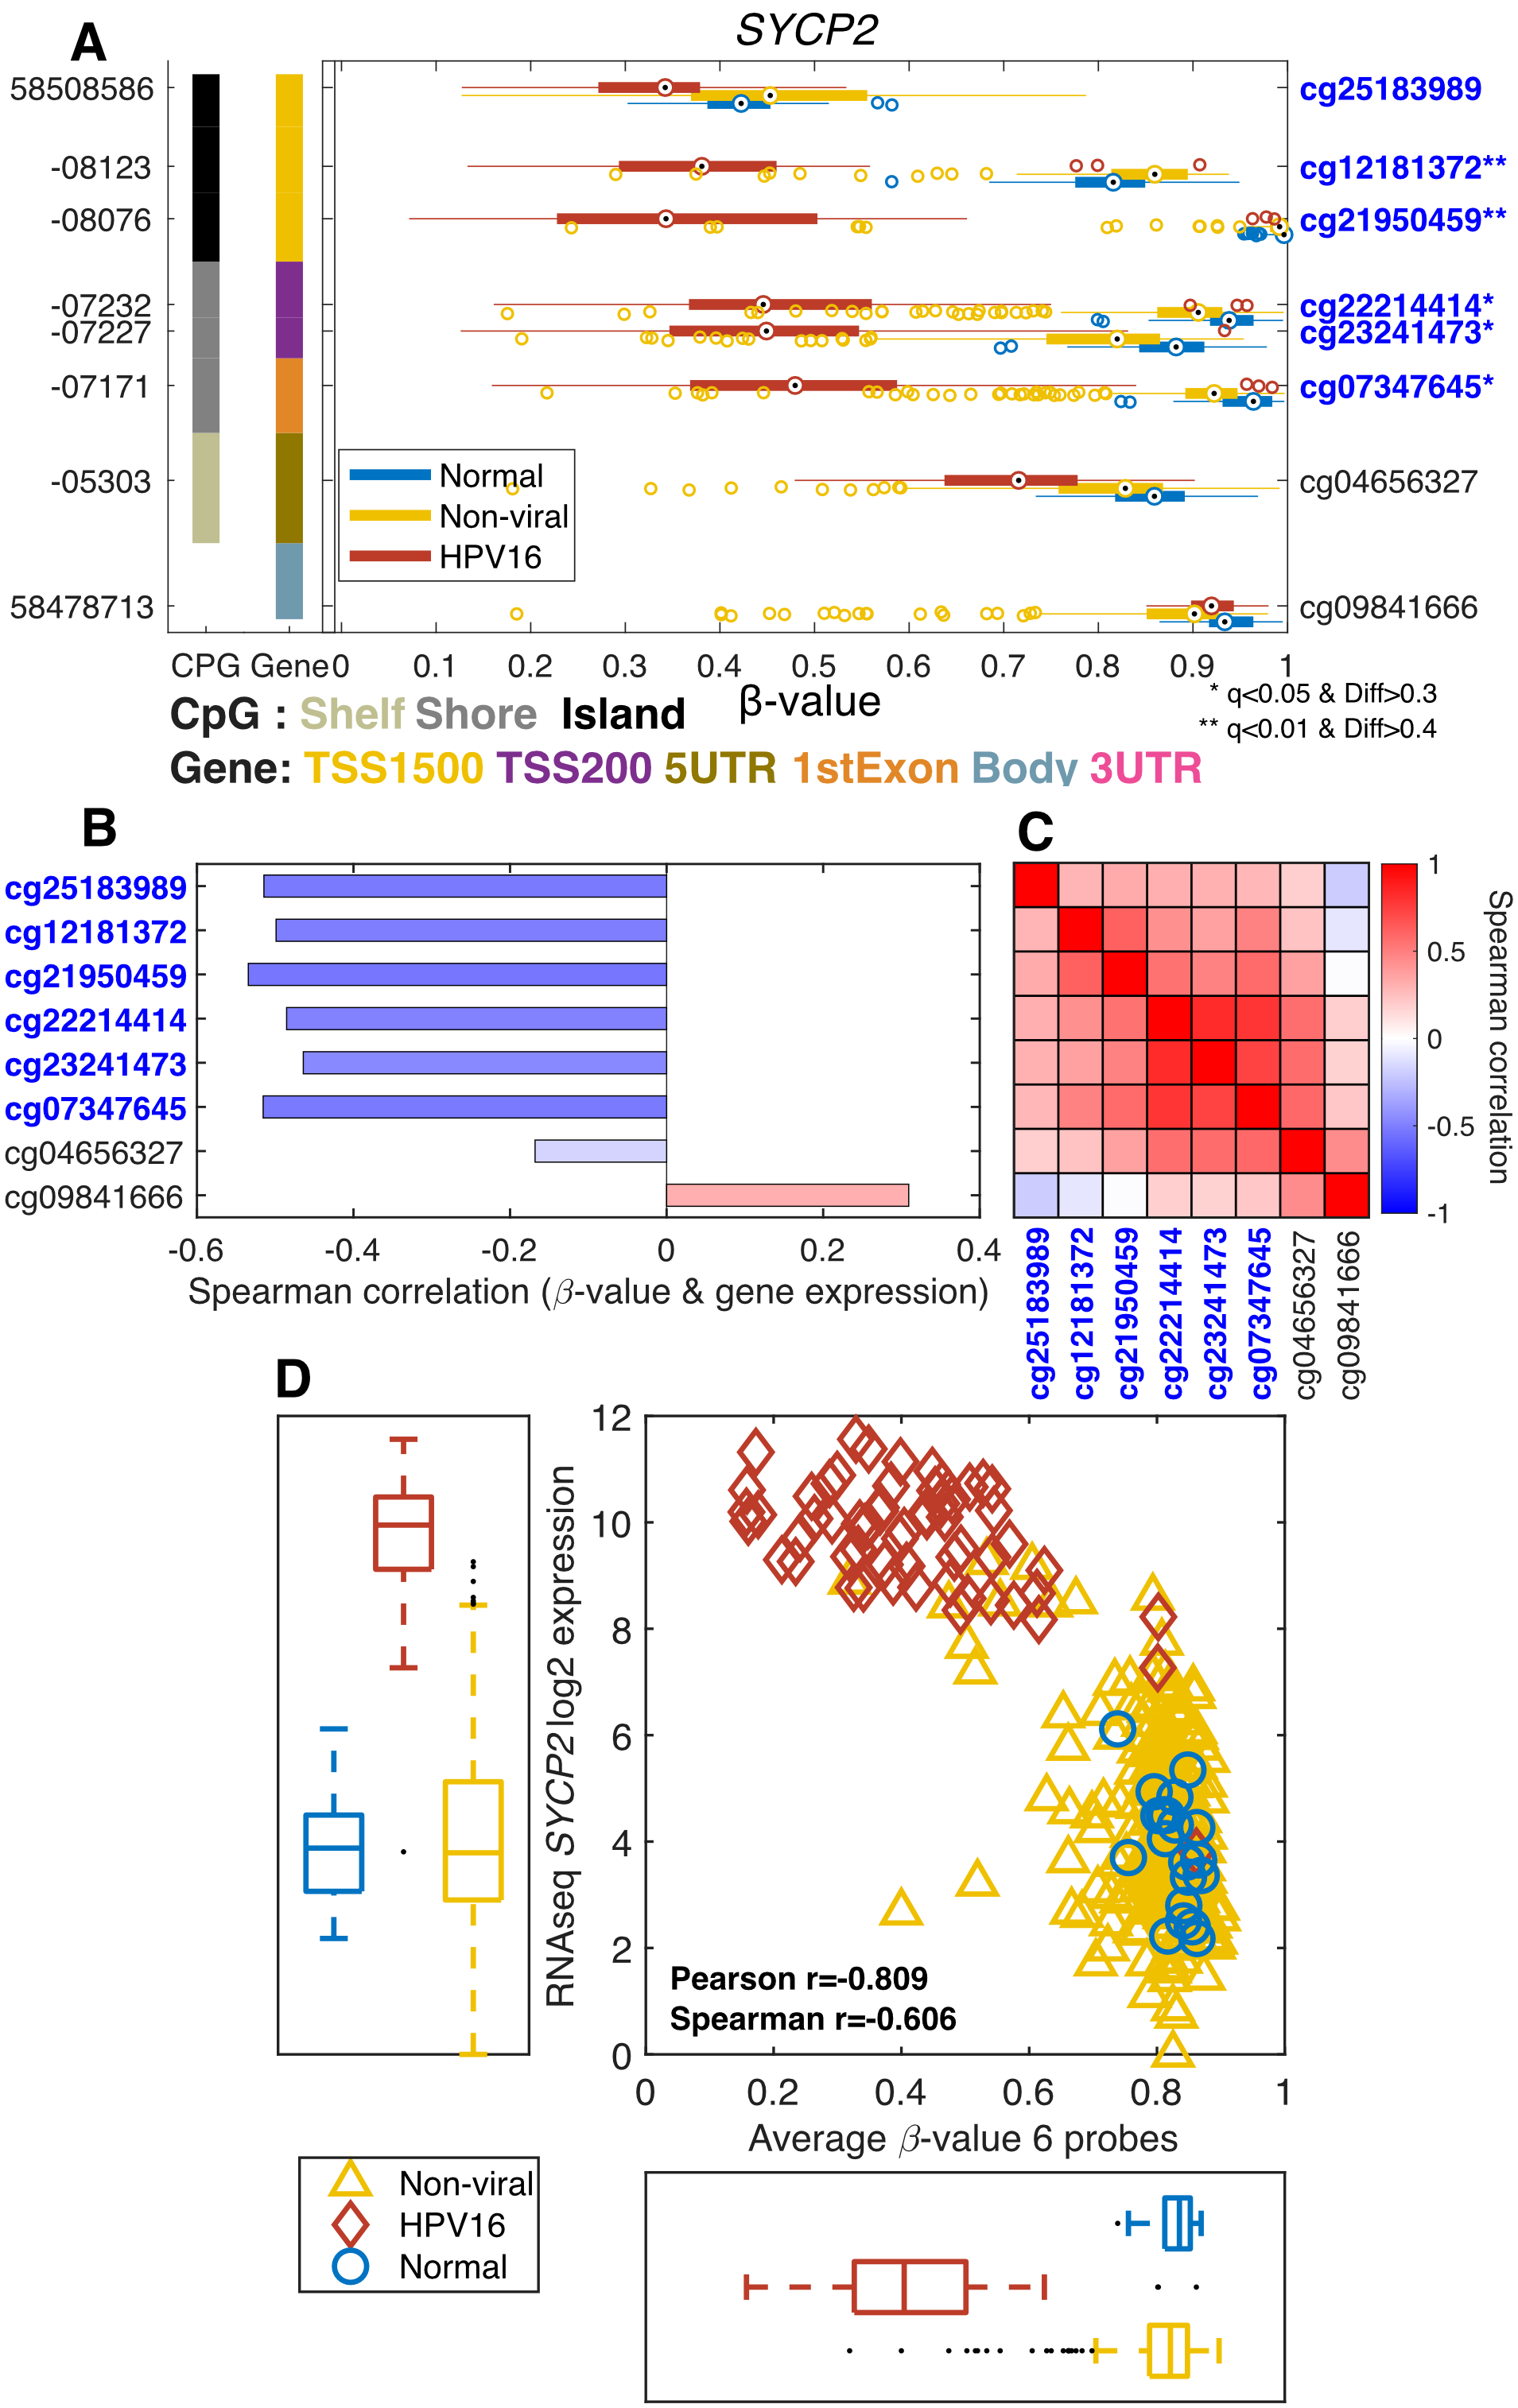 A
SYCP2
58508586
-08123
-08076
-07232
-07227
-07171
-05303
58478713
cg25183989
cg12181372**
cg21950459**
cg22214414*
cg23241473*
cg07347645*
cg04656327
cg09841666
Normal
Non-viral
HPV16
CPG Gene 0 0.1 0.2 0.3 0.4 0.5 0.6 0.7 0.8 0.9 1
β-value
* q<0.05 & Diff>0.3
** q<0.01 & Diff>0.4
CpG : Shelf Shore Island
Gene: TSS1500 TSS200 5UTR 1stExon Body 3UTR
B
cg25183989
cg12181372
cg21950459
cg22214414
cg23241473
cg07347645
cg04656327
cg09841666
-0.6 -0.4 -0.2 0 0.2 0.4
Spearman correlation (β-value & gene expression)
C
1
0.5
0
-0.5
-1
Spearman correlation
cg25183989
cg12181372
cg21950459
cg22214414
cg23241473
cg07347645
cg04656327
cg09841666
D
RNAseq SYCP2 log2 expression
12
10
8
6
4
2
0
Pearson r=-0.809
Spearman r=-0.606
0 0.2 0.4 0.6 0.8 1
Average β-value 6 probes
Non-viral
HPV16
Normal